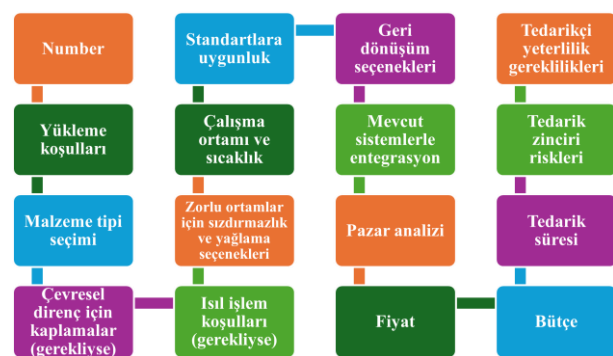 Number
Yükleme
koşulları
Malzeme tipi
seçimi
Çevresel
direnç için
kaplamalar
(gerekliyse)
Isıl işlem
koşulları
(gerekliyse)
Zorlu ortamlar
için sızdırmazlık
ve yağlama
seçenekleri
Çalışma
ortamı ve
sıcaklık
Standartlara
uygunluk
Geri
dönüşüm
seçenekleri
Mevcut
sistemlerle
entegrasyon
Pazar analizi
Fiyat
Bütçe
Tedarik
süresi
Tedarik
zinciri
riskleri
Tedarikçi
yeterlilik
gereklilikleri